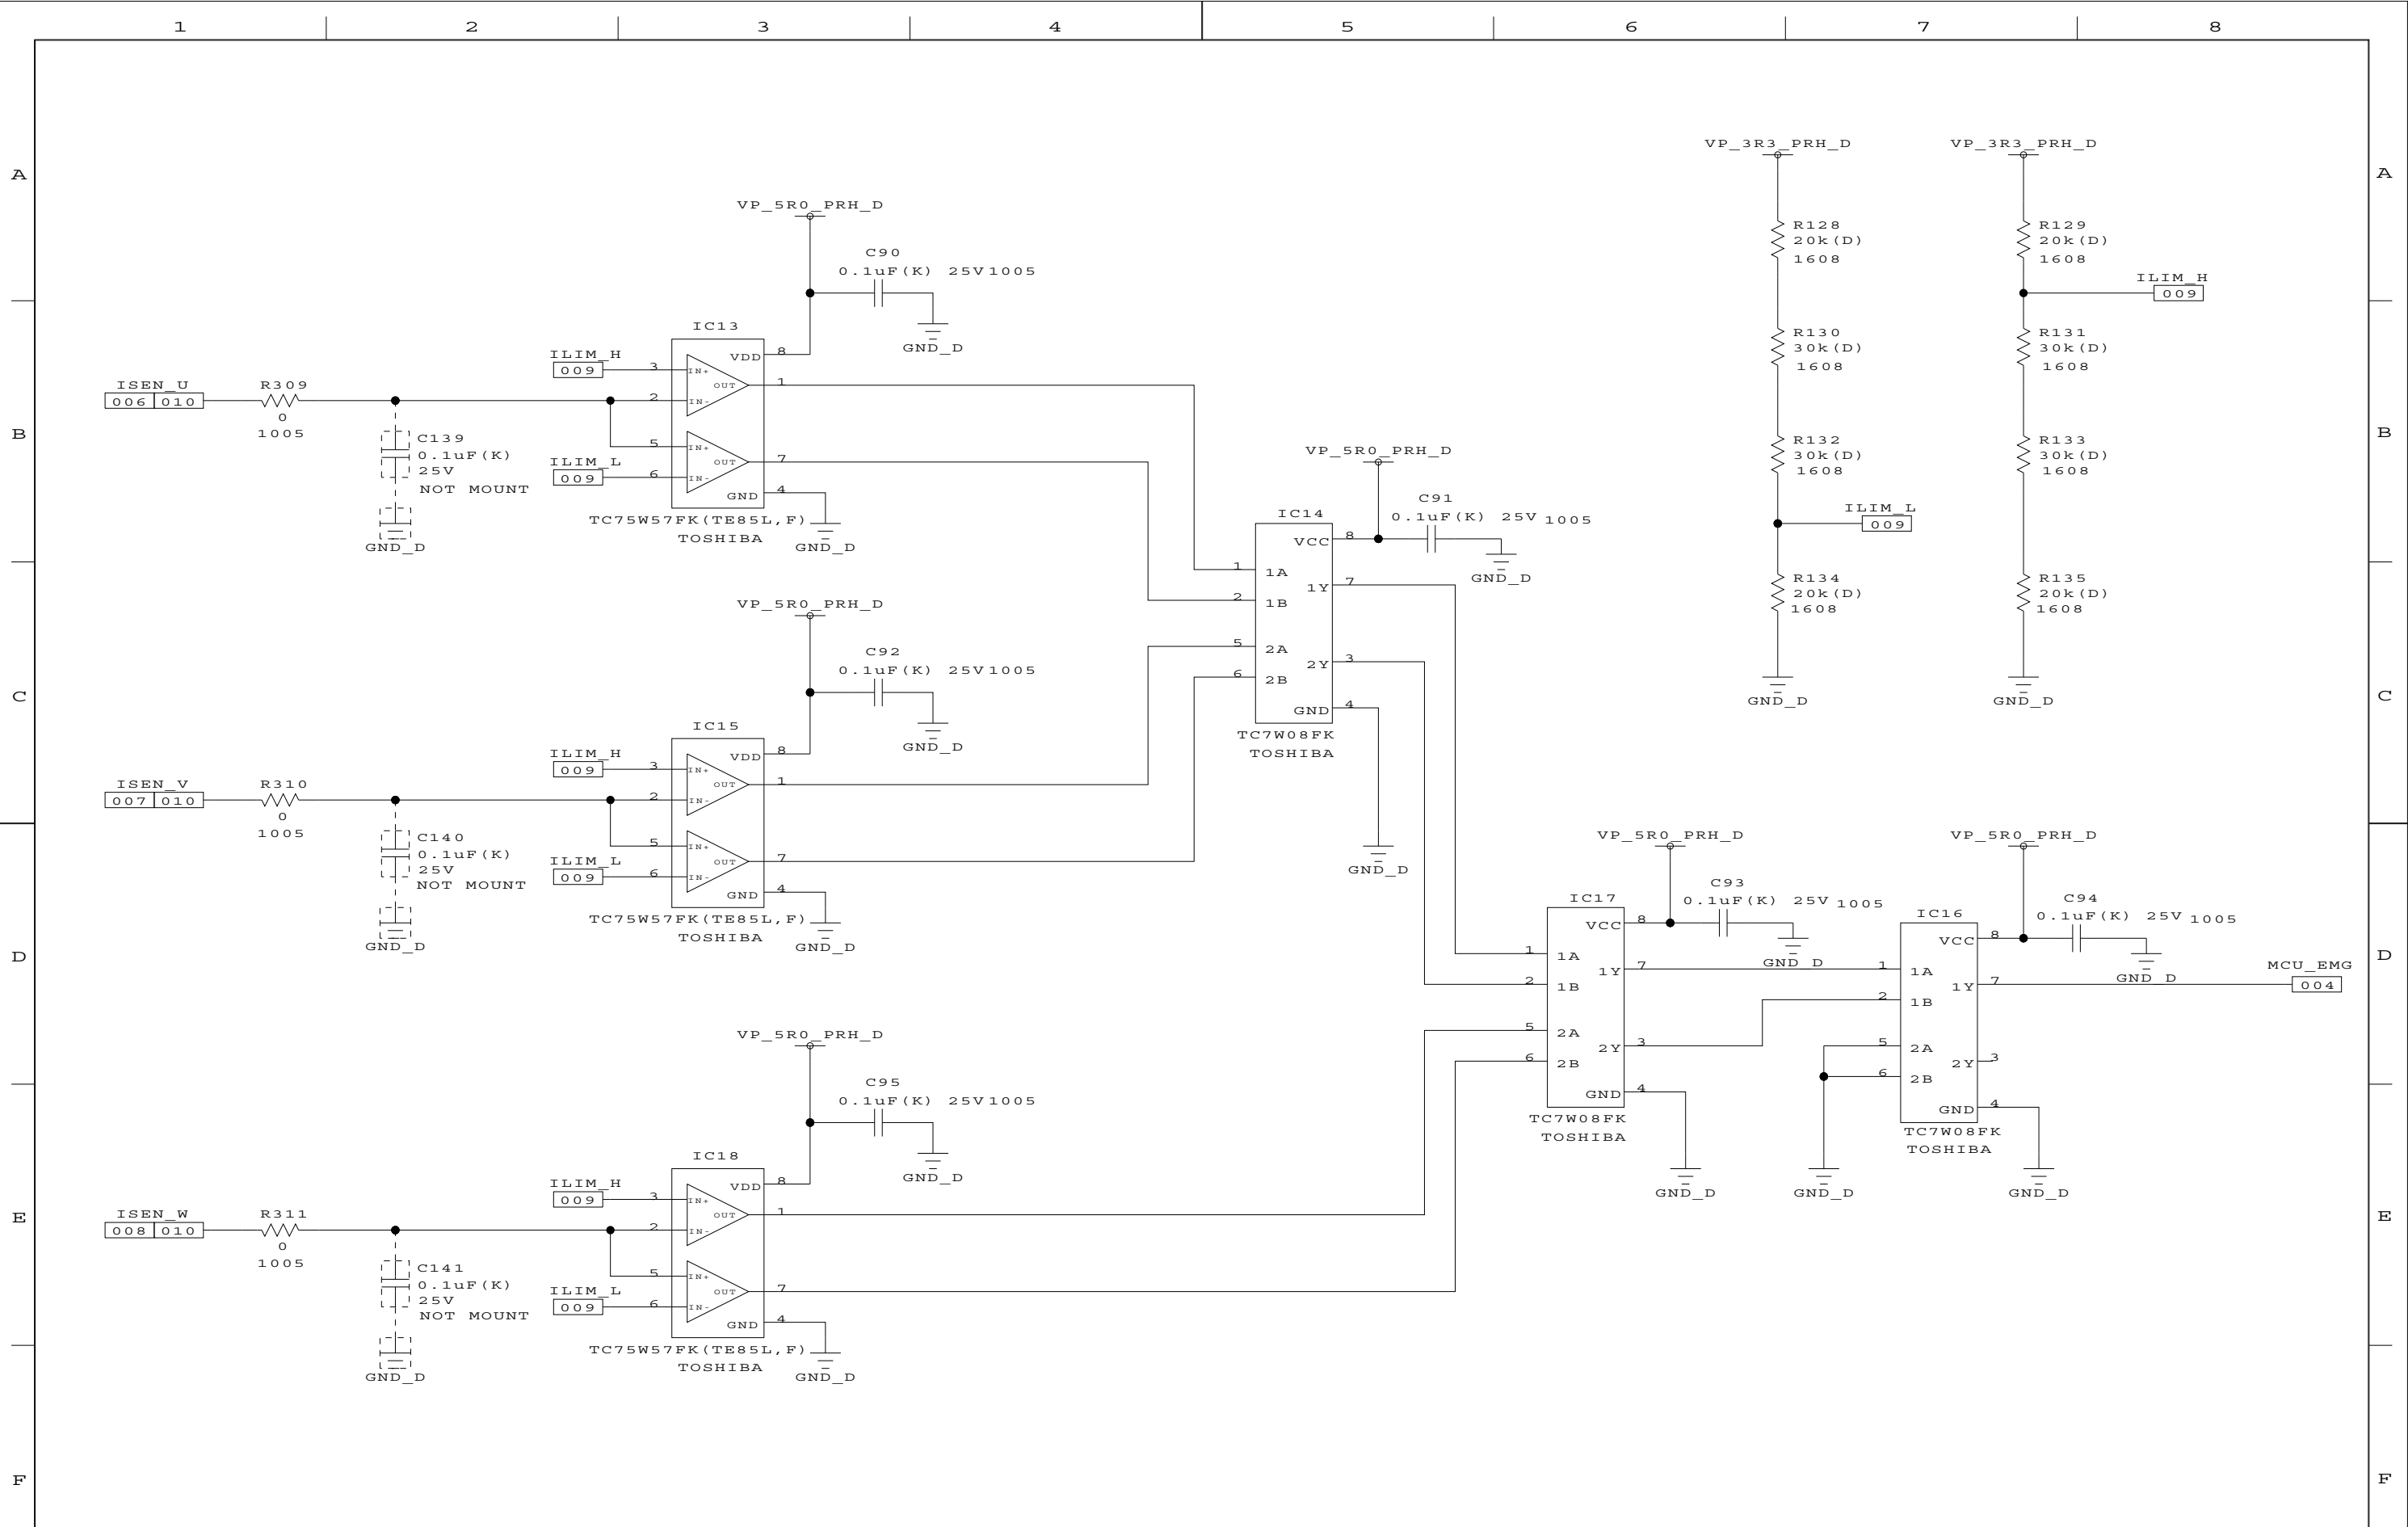 1 2 3 4 5 6 7 8
A
VP_3R3_PRH_D
R128
20k(D)
1608
R130
30k(D)
1608
R132
30k(D)
1608
ILIM_L
009
R134
20k(D)
1608
GND_D
VP_3R3_PRH_D
R129
20k(D)
1608
ILIM_H
009
R131
30k(D)
1608
R133
30k(D)
1608
R135
20k(D)
1608
GND_D
A
B
ISEN_U
006 010
R309
0
1005
C139
0.1uF(K)
25V
NOT MOUNT
GND_D
VP_5R0_PRH_D
C90
0.1uF(K) 25V1005
GND_D
IC13
ILIM_H
009
3 IN+
2 IN-
OUT 1
VDD 8
5 IN+
ILIM_L
009
6 IN-
OUT 7
GND 4
TC75W57FK(TE85L,F)
TOSHIBA
GND_D
B
VP_5R0_PRH_D
C91
0.1uF(K) 25V 1005
GND_D
IC14
VCC 8
1 1A
1Y 7
2 1B
5 2A
2Y 3
6 2B
GND 4
TC7W08FK
TOSHIBA
GND_D
C
ISEN_V
007 010
R310
0
1005
C140
0.1uF(K)
25V
NOT MOUNT
GND_D
VP_5R0_PRH_D
C92
0.1uF(K) 25V1005
GND_D
IC15
ILIM_H
009
3 IN+
2 IN-
OUT 1
VDD 8
5 IN+
ILIM_L
009
6 IN-
OUT 7
GND 4
TC75W57FK(TE85L,F)
TOSHIBA
GND_D
C
D
VP_5R0_PRH_D
C93
0.1uF(K) 25V 1005
GND_D
IC17
VCC 8
1 1A
1Y 7
2 1B
5 2A
2Y 3
6 2B
GND 4
TC7W08FK
TOSHIBA
GND_D
VP_5R0_PRH_D
C94
0.1uF(K) 25V 1005
GND_D
IC16
VCC 8
1 1A
1Y 7
2 1B
5 2A
2Y 3
6 2B
GND 4
TC7W08FK
TOSHIBA
GND_D
GND_D
MCU_EMG
004
D
E
ISEN_W
008 010
R311
0
1005
C141
0.1uF(K)
25V
NOT MOUNT
GND_D
VP_5R0_PRH_D
C95
0.1uF(K) 25V1005
GND_D
IC18
ILIM_H
009
3 IN+
2 IN-
OUT 1
VDD 8
5 IN+
ILIM_L
009
6 IN-
OUT 7
GND 4
TC75W57FK(TE85L,F)
TOSHIBA
GND_D
E
F
F